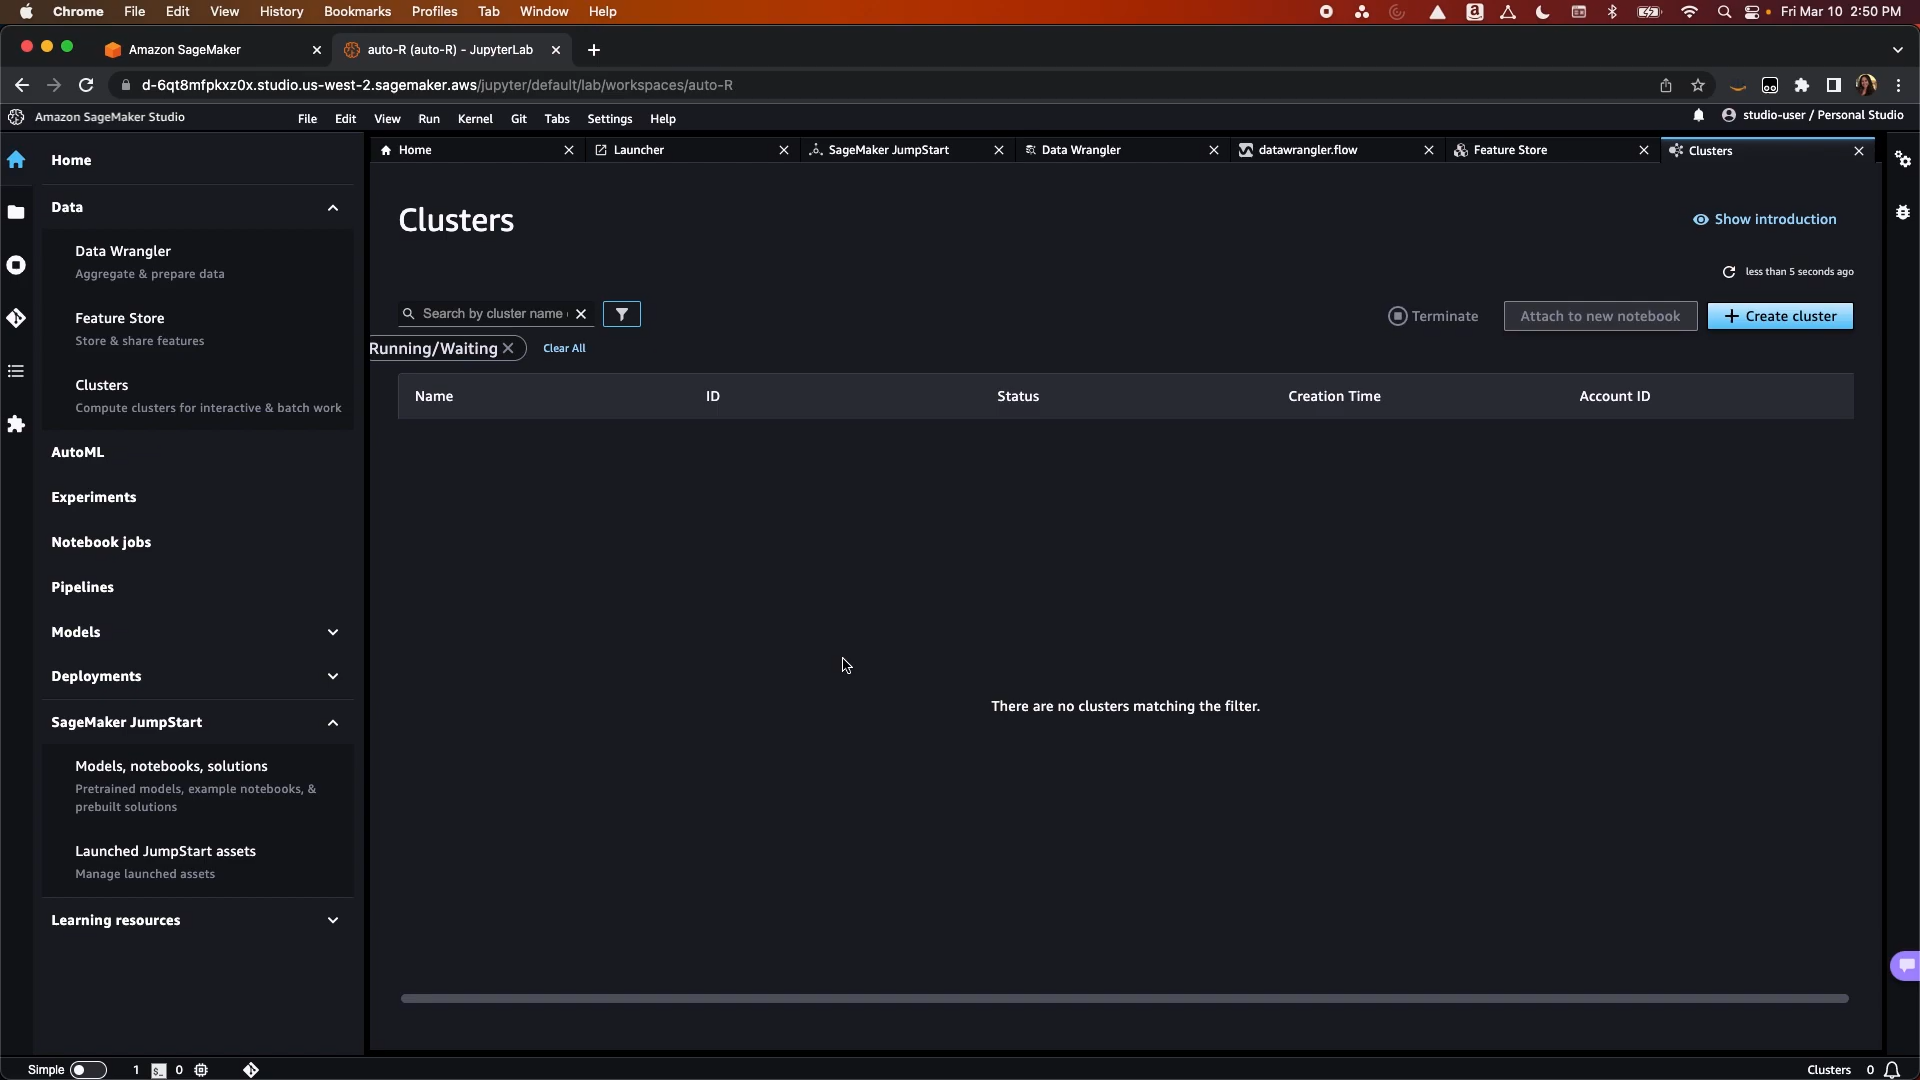 Chrome File Edit View History Bookmarks Profiles Tab Window Help Fri Mar 10 2:50 PM
Amazon SageMaker auto-R (auto-R) - JupyterLab
d-6qt8mfpkxz0x.studio.us-west-2.sagemaker.aws/jupyter/default/lab/workspaces/auto-R
Amazon SageMaker Studio File Edit View Run Kernel Git Tabs Settings Help studio-user / Personal Studio
Home Launcher SageMaker JumpStart Data Wrangler datawrangler.flow Feature Store Clusters
Home
Data
Data Wrangler
Aggregate & prepare data
Feature Store
Store & share features
Clusters
Compute clusters for interactive & batch work
AutoML
Experiments
Notebook jobs
Pipelines
Models
Deployments
SageMaker JumpStart
Models, notebooks, solutions
Pretrained models, example notebooks, &
prebuilt solutions
Launched JumpStart assets
Manage launched assets
Learning resources
Clusters
Show introduction
less than 5 seconds ago
Search by cluster name
Terminate Attach to new notebook + Create cluster
Running/Waiting Clear All
Name ID Status Creation Time Account ID
There are no clusters matching the filter.
Simple 1 $_ 0 Clusters 0